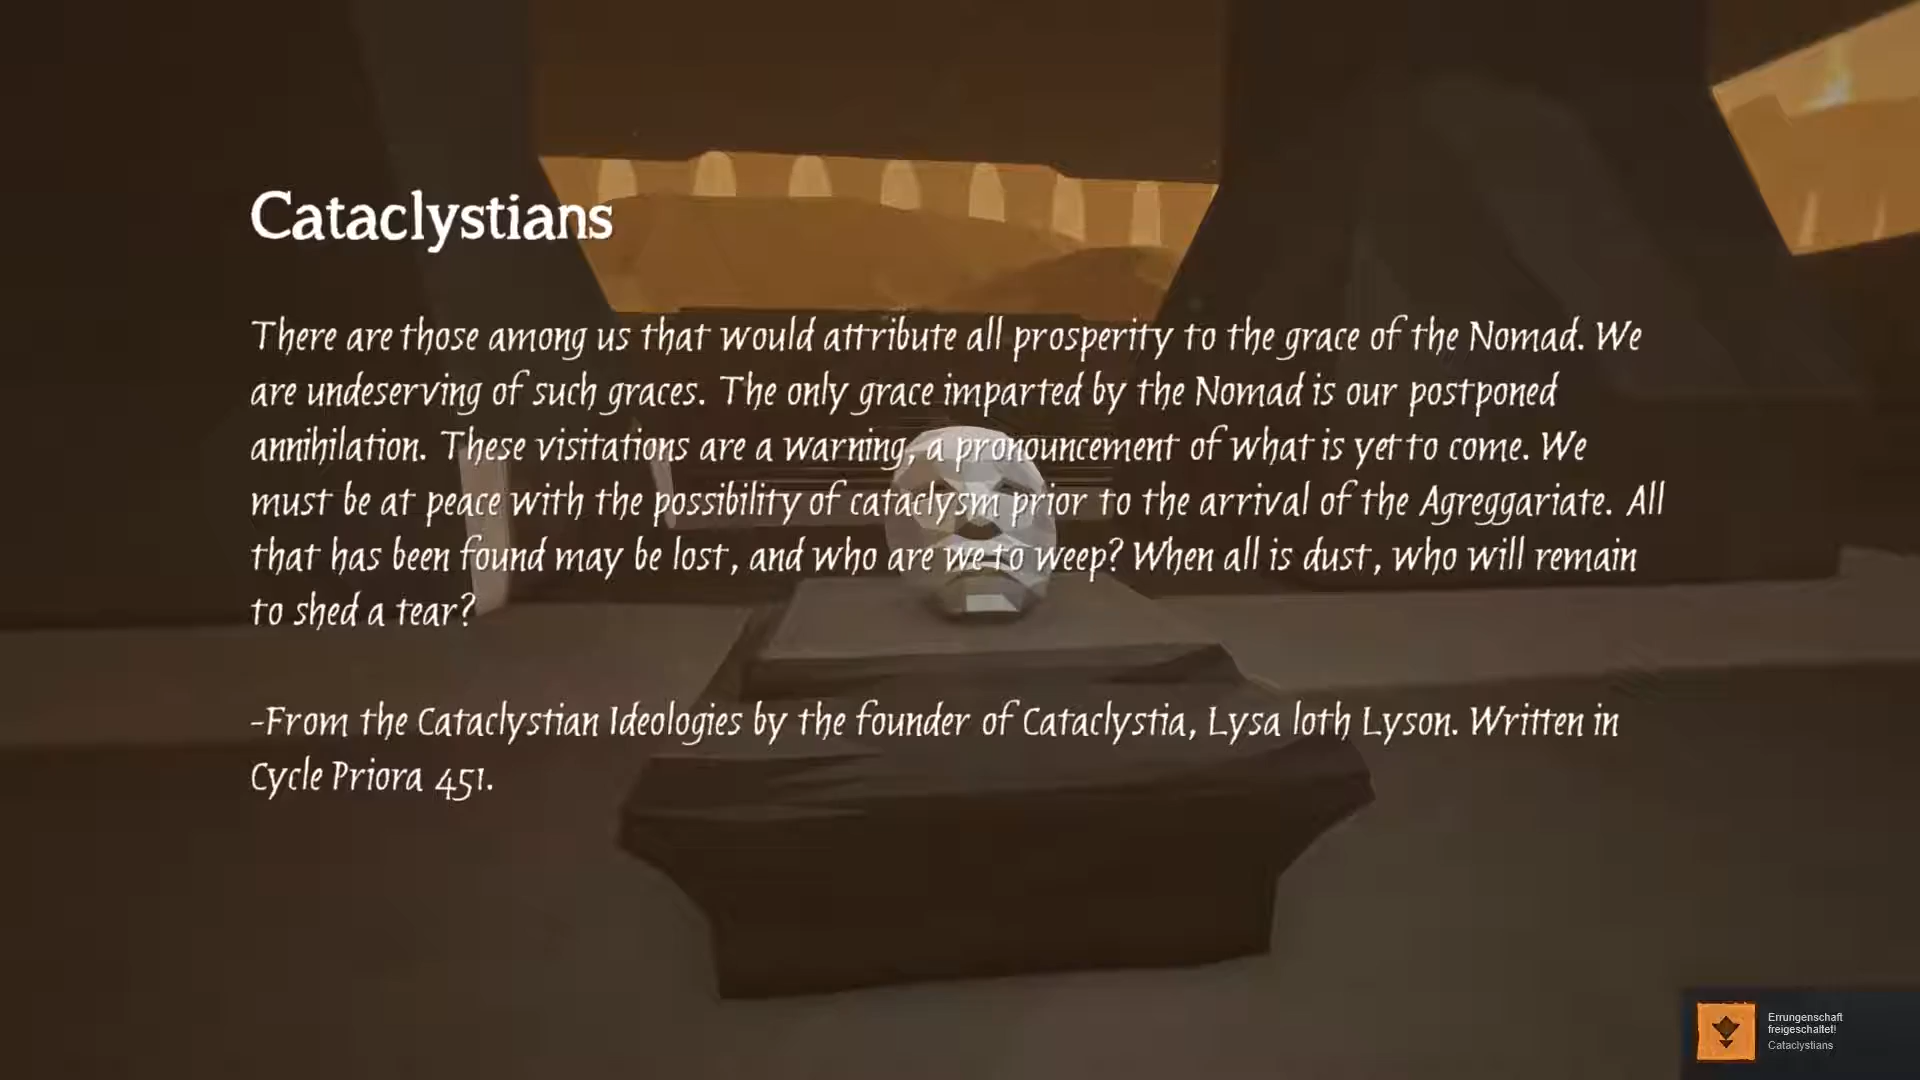 Cataclystians
There are those among us that would attribute all prosperity to the grace of the Nomad. We
are undeserving of such graces. The only grace imparted by the Nomad is our postponed
annihilation. These visitations are a warning, a pronouncement of what is yet to come. We
must be at peace with the possibility of cataclysm prior to the arrival of the Agreggariate. All
that has been found may be lost, and who are we to weep? When all is dust, who will remain
to shed a tear?
-From the Cataclystian Ideologies by the founder of Cataclystia, Lysa loth Lyson. Written in
Cycle Priora 451.
Errungenschaft
freigeschaltet!
Cataclystians